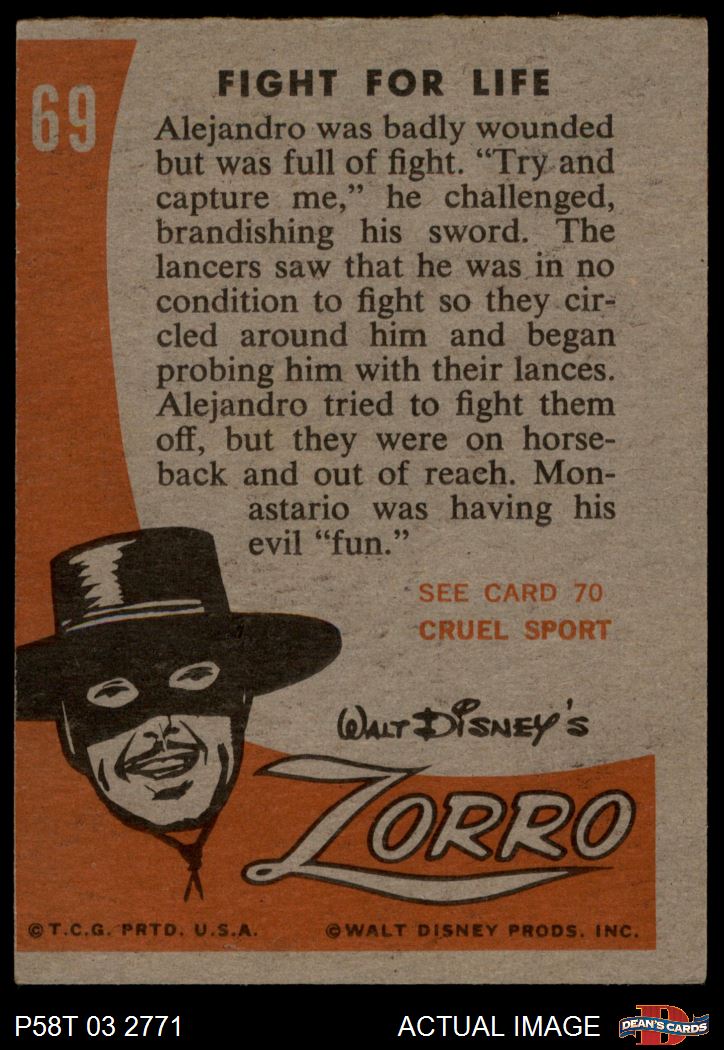 69
FIGHT FOR LIFE
Alejandro was badly wounded
but was full of fight. “Try and
capture me,” he challenged,
brandishing his sword. The
lancers saw that he was in no
condition to fight so they cir-
cled around him and began
probing him with their lances.
Alejandro tried to fight them
off, but they were on horse-
back and out of reach. Mon-
astario was having his
evil “fun.”
SEE CARD 70
CRUEL SPORT
WALT DISNEY'S
ZORRO
©T.C.G. PRTD. U.S.A. ©WALT DISNEY PRODS. INC.
P58T 03 2771 ACTUAL IMAGE
D
DEAN'S CARDS